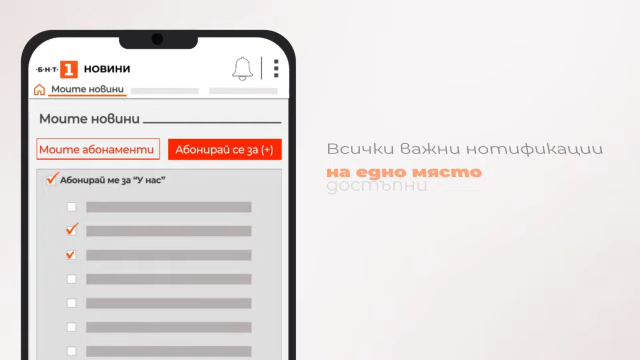 ·Б·Н·Т· 1 НОВИНИ
Моите новини
Моите новини
Моите абонаменти
Абонирай се за (+)
Абонирай ме за “У нас”
Всички важни нотификации
на едно място
достъпни